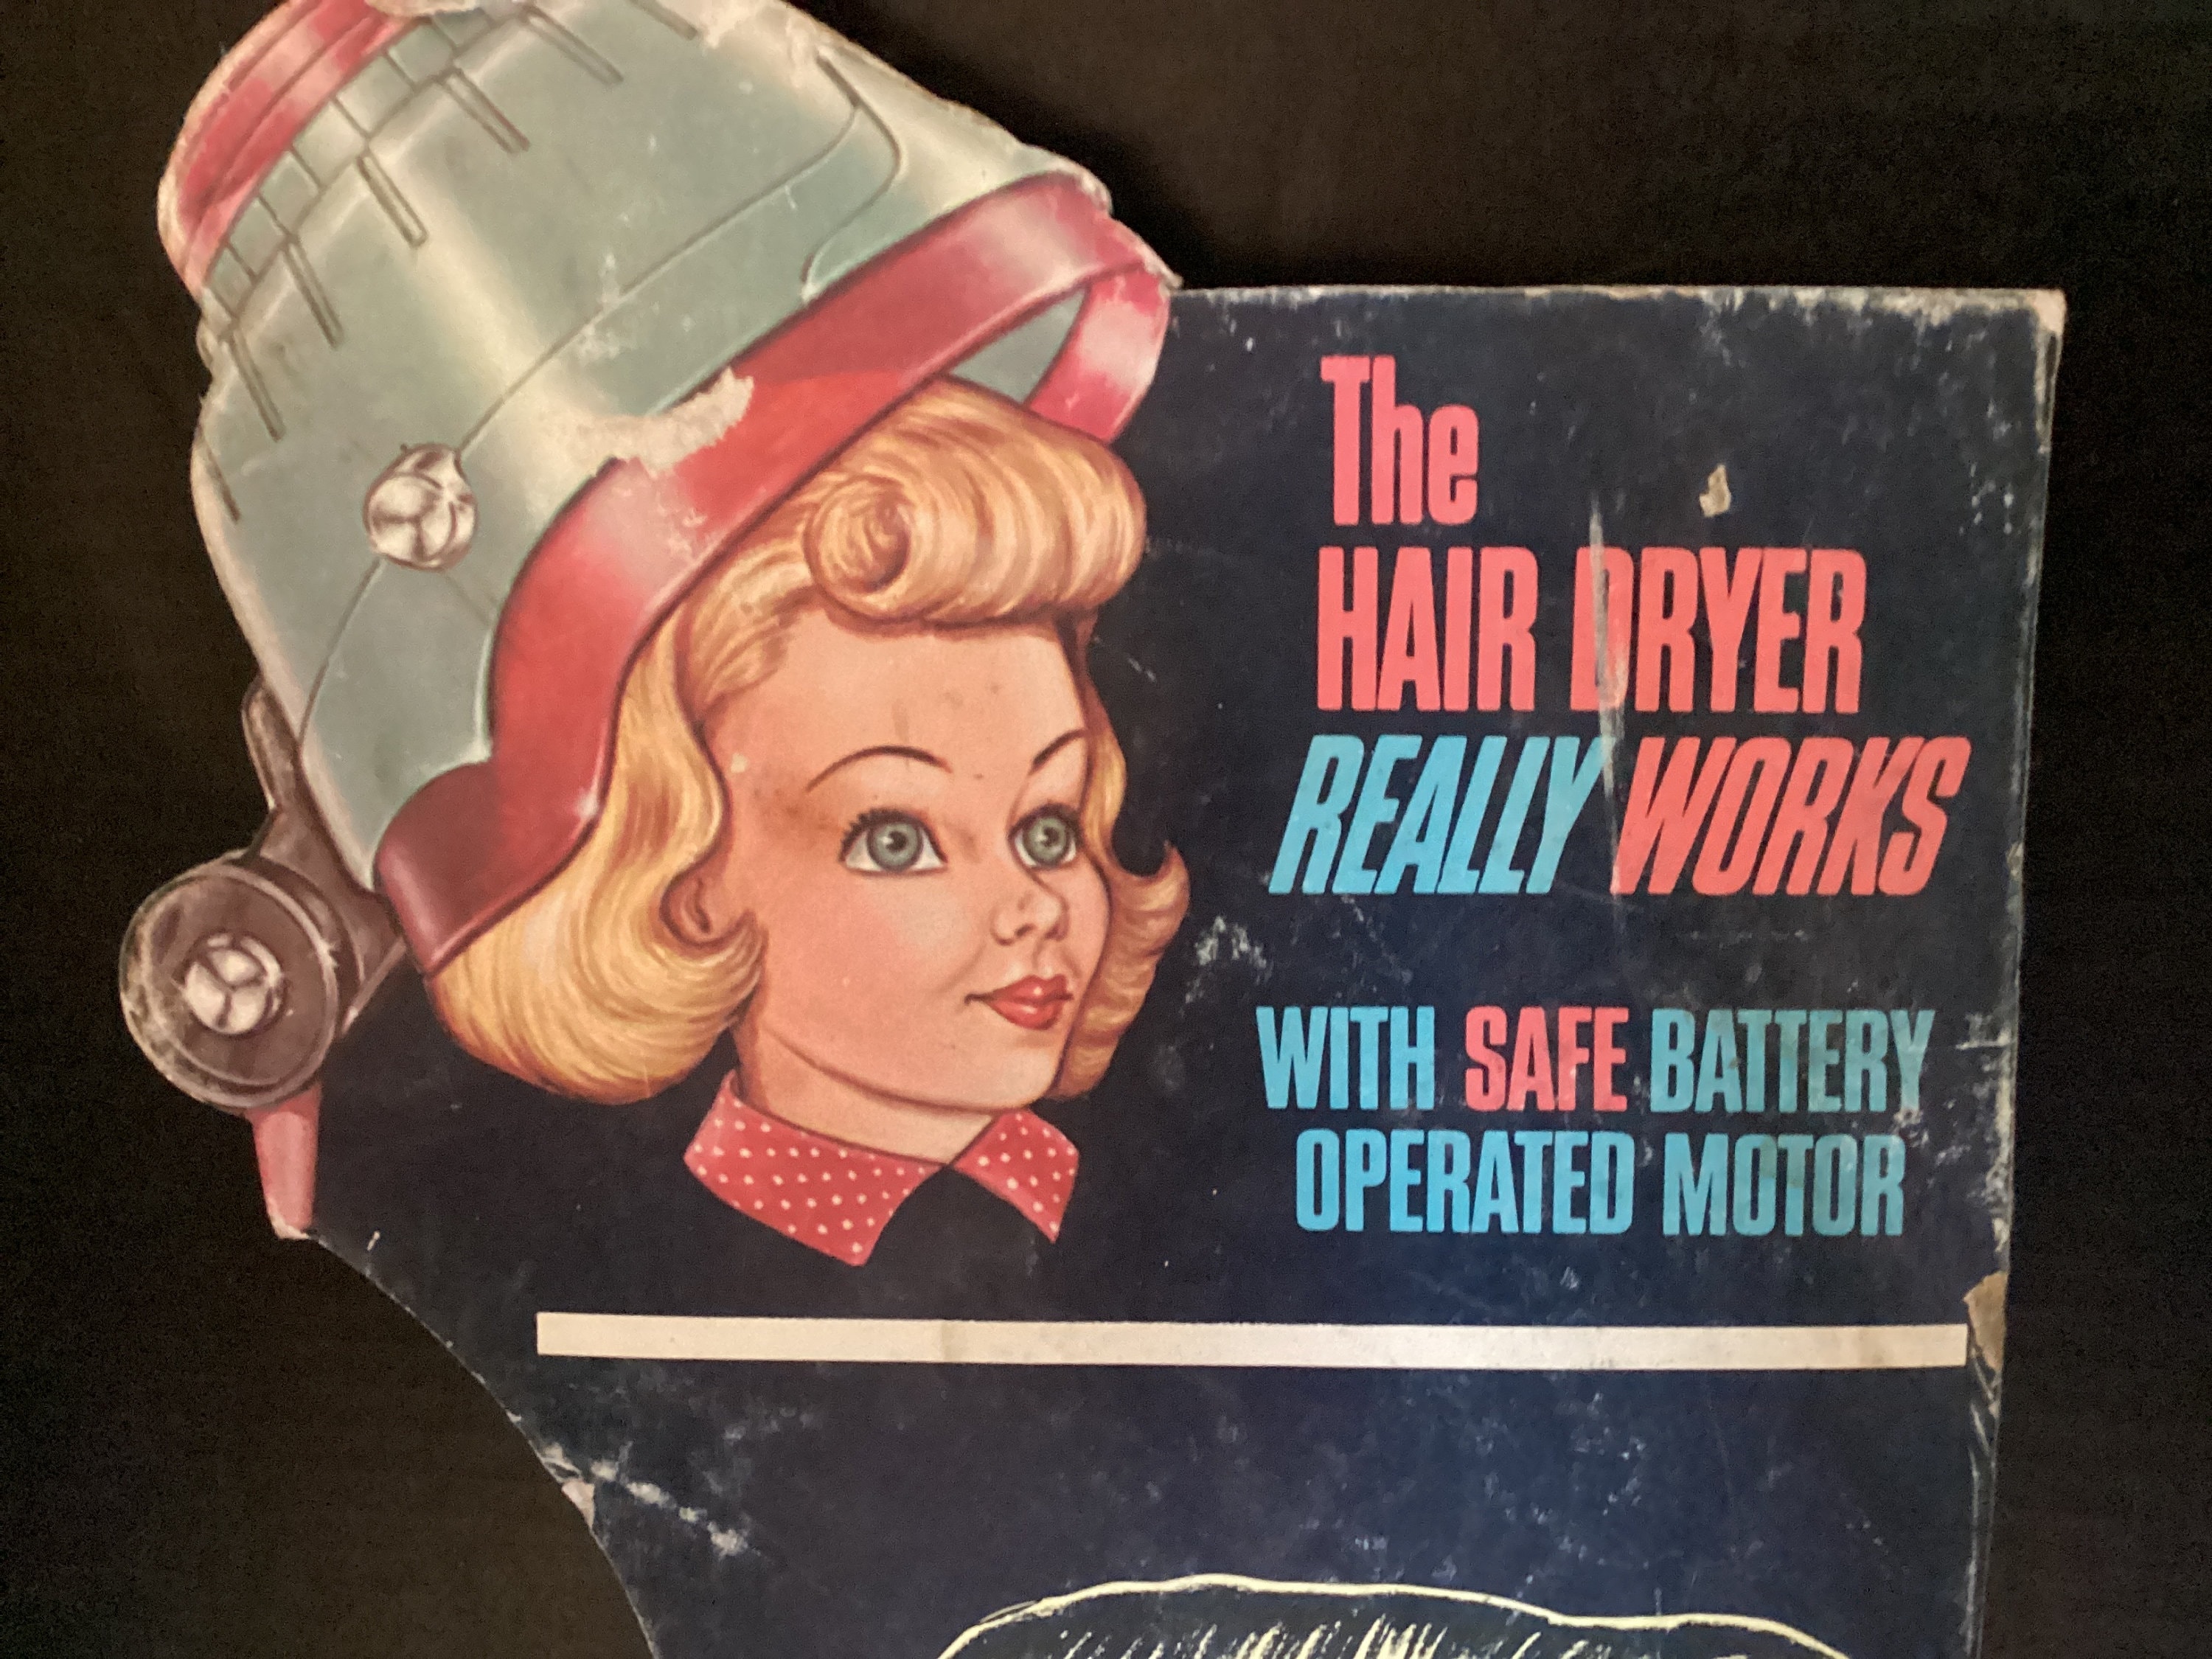 The
HAIR DRYER
REALLY WORKS
WITH SAFE BATTERY
OPERATED MOTOR